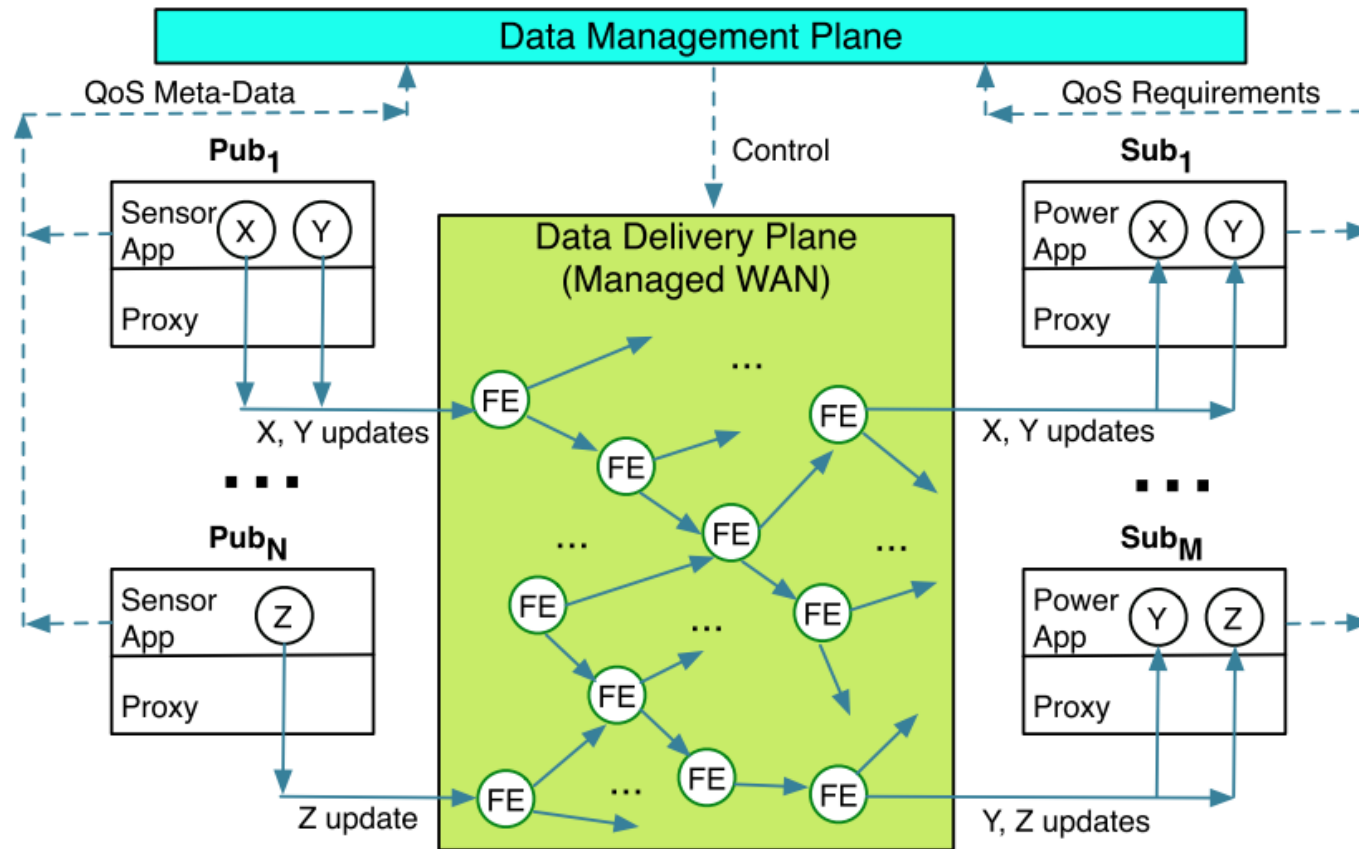 Data Management Plane
QoS Meta-Data
QoS Requirements
Control
Pub1
Sensor
App
X
Y
Proxy
X, Y updates
...
PubN
Sensor
App
Z
Proxy
Z update
Data Delivery Plane
(Managed WAN)
...
FE
FE
FE
FE
...
...
FE
FE
...
FE
FE
FE
...
FE
Sub1
Power
App
X
Y
Proxy
X, Y updates
...
SubM
Power
App
Y
Z
Proxy
Y, Z updates